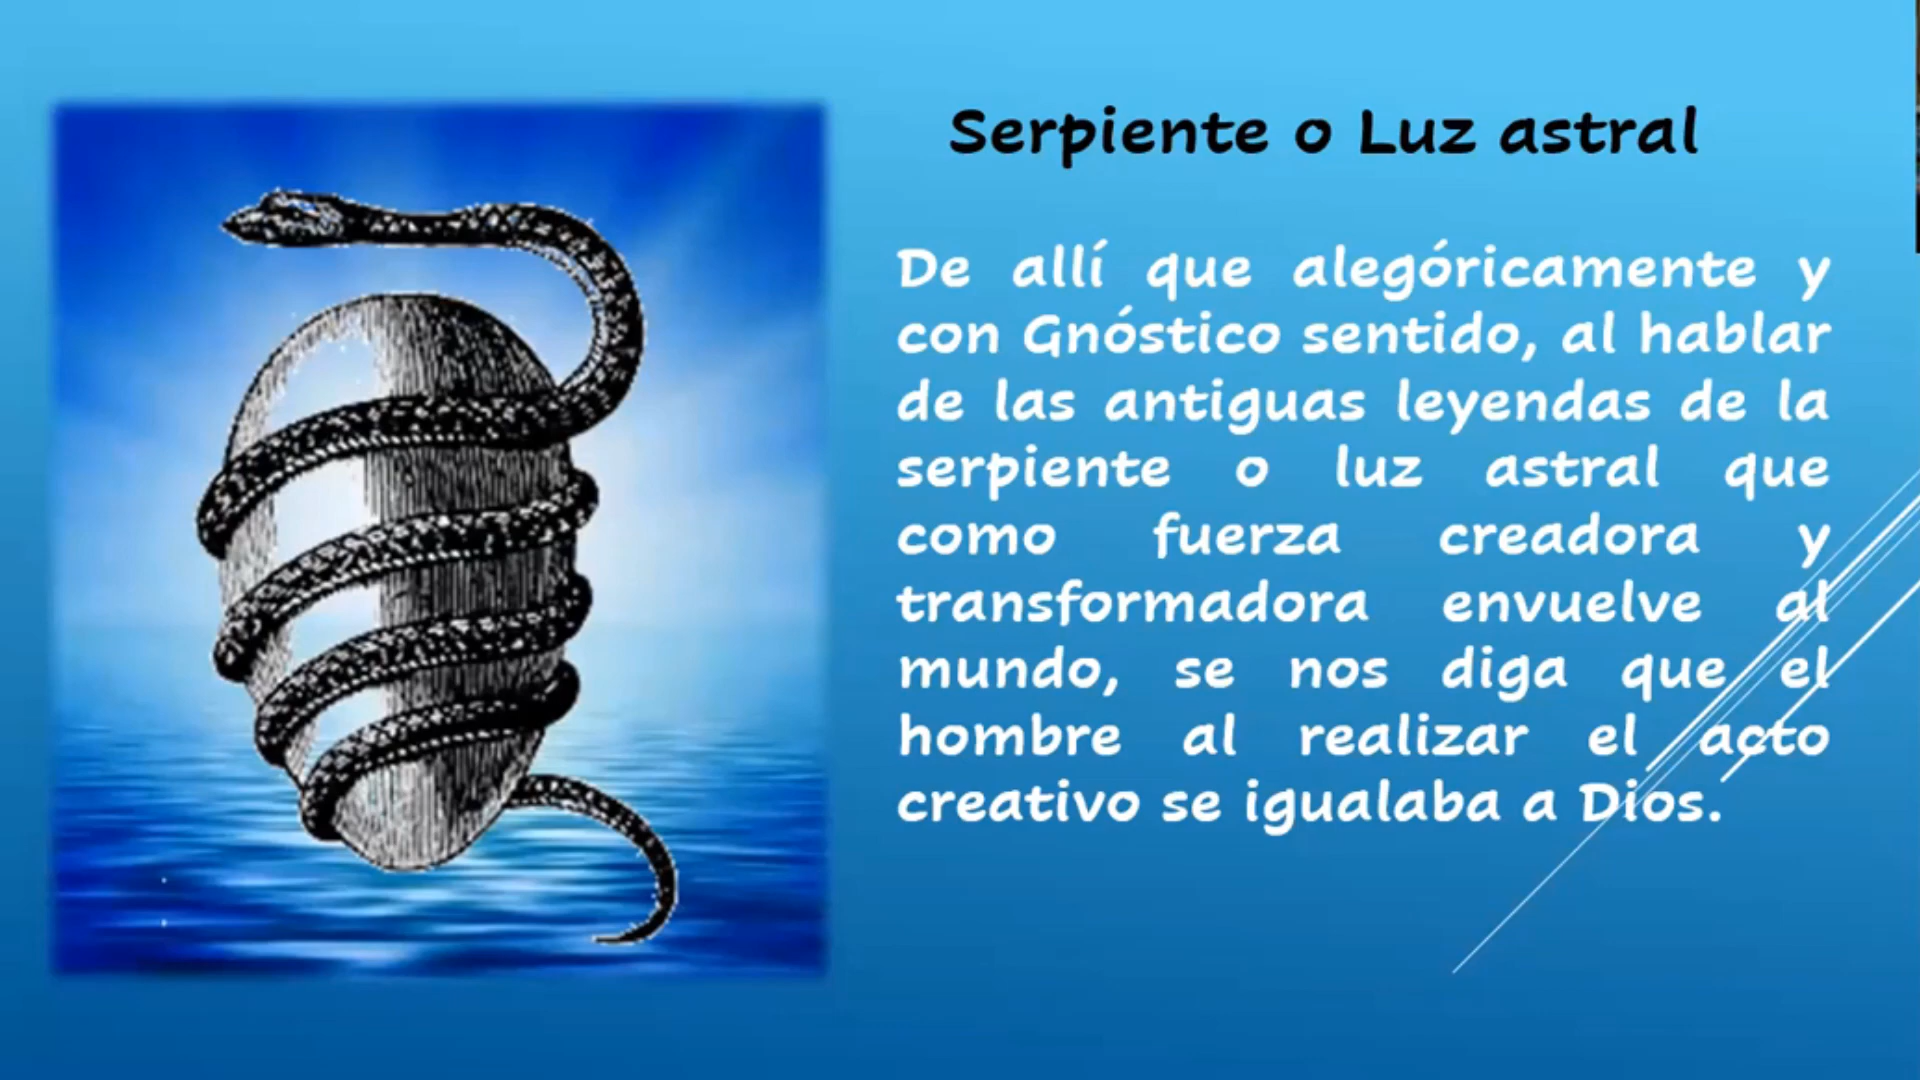 Serpiente o Luz astral
De allí que alegóricamente y
con Gnóstico sentido, al hablar
de las antiguas leyendas de la
serpiente o luz astral que
como fuerza creadora y
transformadora envuelve al
mundo, se nos diga que el
hombre al realizar el acto
creativo se igualaba a Dios.